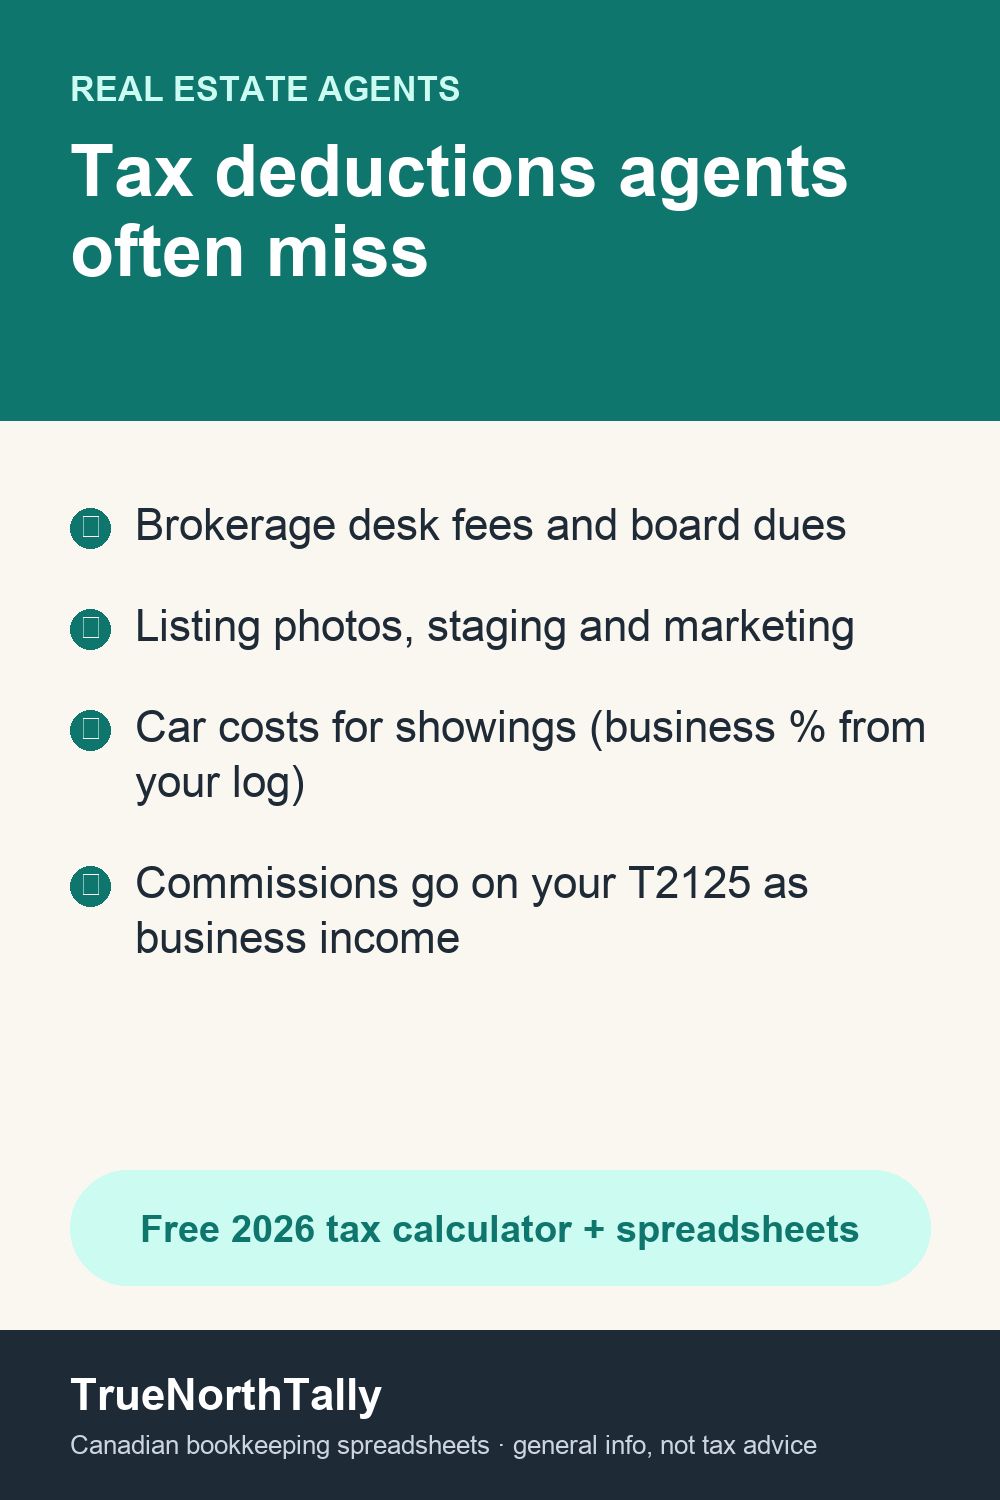 REAL ESTATE AGENTS
Tax deductions agents
often miss
Brokerage desk fees and board dues
Listing photos, staging and marketing
Car costs for showings (business % from
your log)
Commissions go on your T2125 as
business income
Free 2026 tax calculator + spreadsheets
TrueNorthTally
Canadian bookkeeping spreadsheets · general info, not tax advice